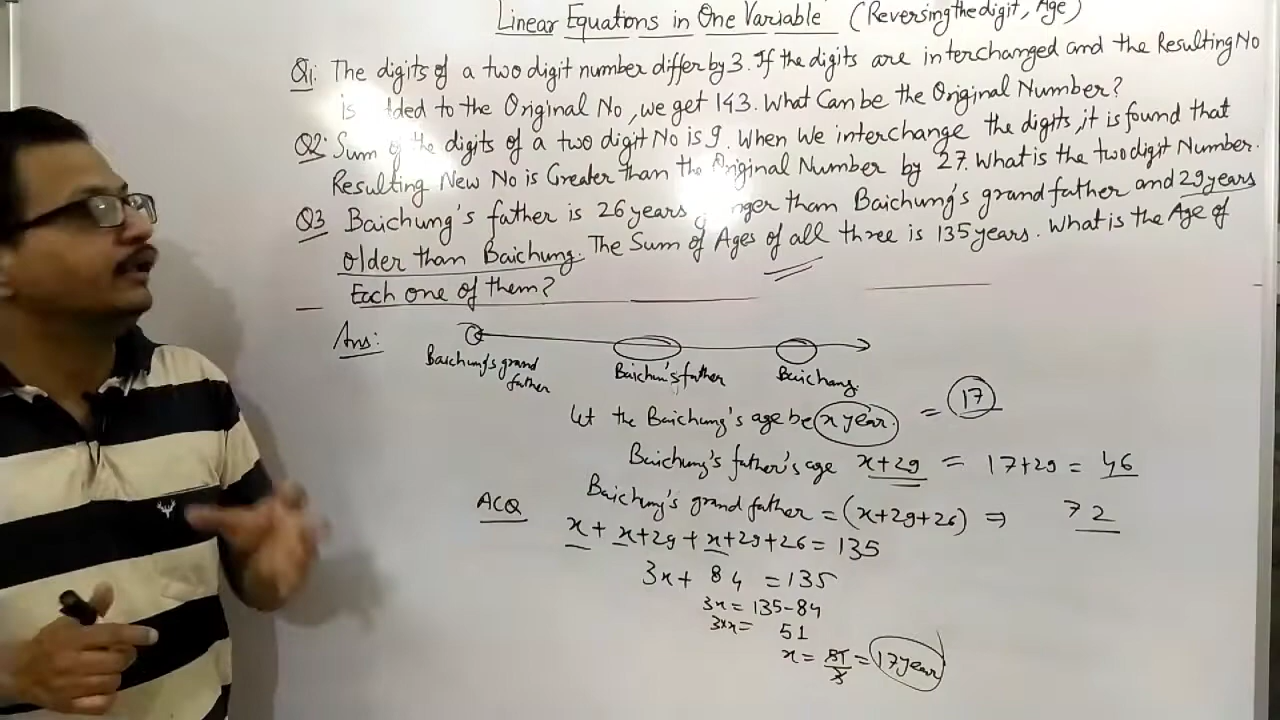 Linear Equations in One Variable (Reversing the digit, Age)
Q1: The digits of a two digit number differ by 3. If the digits are interchanged and the Resulting No
is dded to the Original No, we get 143. What Can be the Original Number?
Q2: Sum of the digits of a two digit No is 9. When We interchange the digits, it is found that
Resulting New No is Greater than the Original Number by 27. What is the two digit Number.
Q3 Baichung's father is 26 years nger than Baichung's grand father and 29 years
older than Baichung. The Sum of Ages of all three is 135 years. What is the Age of
Each one of them?
Ans:
Baichung's grand father
Baichun's father
Baichang
Let the Baichung's age be x year. = 17
Baichung's father's age x+29 = 17+29 = 46
Baichung's grand father = (x+29+26) ⇒ 72
ACQ
x + x+29 + x+29+26 = 135
3x + 84 = 135
3x = 135-84
3×x = 51
x = 51/3 = 17 year